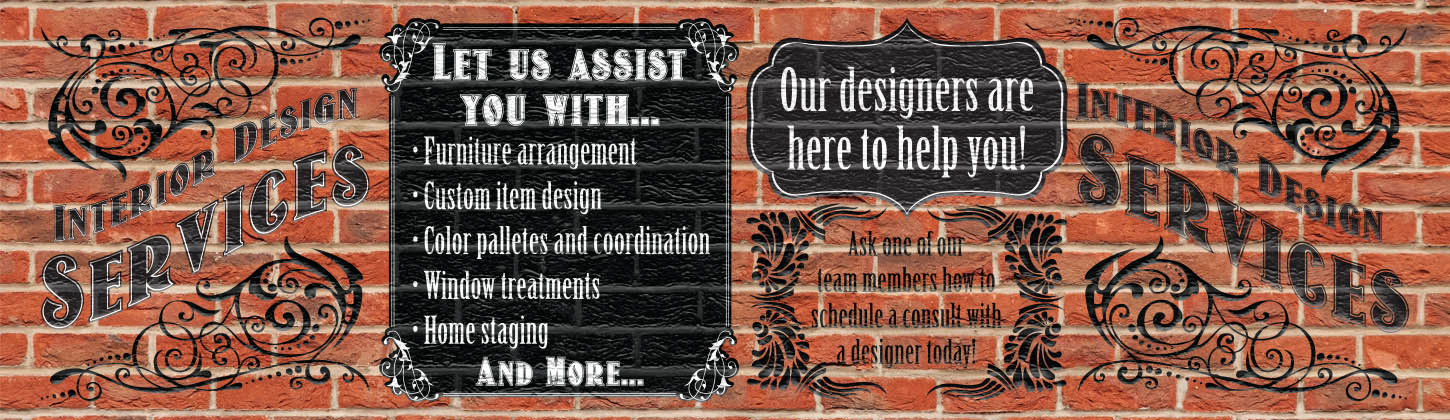 INTERIOR DESIGN
SERVICES
LET US ASSIST
YOU WITH...
• Furniture arrangement
• Custom item design
• Color palletes and coordination
• Window treatments
• Home staging
AND MORE...
Our designers are
here to help you!
Ask one of our
team members how to
schedule a consult with
a designer today!
INTERIOR DESIGN
SERVICES